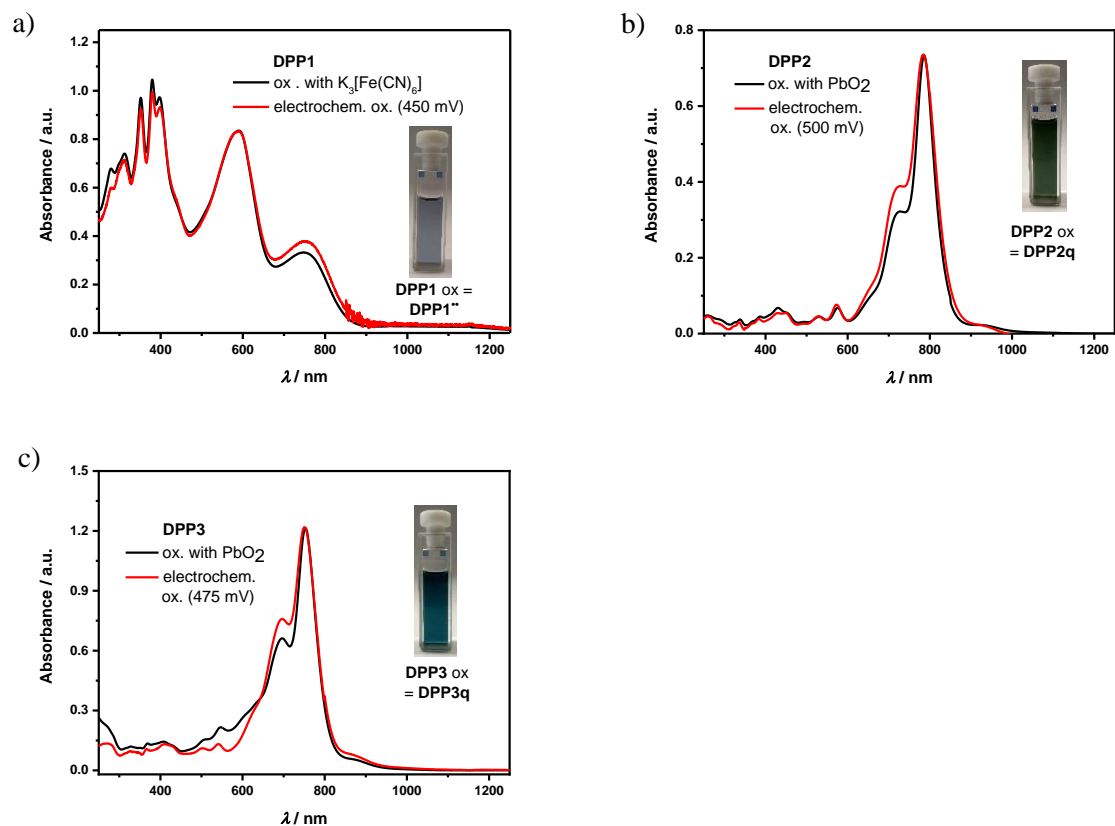 a)
DPP1
ox . with K3[Fe(CN)6]
electrochem. ox. (450 mV)
DPP1 ox =
DPP1••
Absorbance / a.u.
1.2
1.0
0.8
0.6
0.4
0.2
0.0
400 600 800 1000 1200
λ / nm
b)
DPP2
ox. with PbO2
electrochem.
ox. (500 mV)
DPP2 ox
= DPP2q
Absorbance / a.u.
0.8
0.4
0.0
400 600 800 1000 1200
λ / nm
c)
DPP3
ox. with PbO2
electrochem.
ox. (475 mV)
DPP3 ox
= DPP3q
Absorbance / a.u.
1.5
1.2
0.9
0.6
0.3
0.0
400 600 800 1000 1200
λ / nm